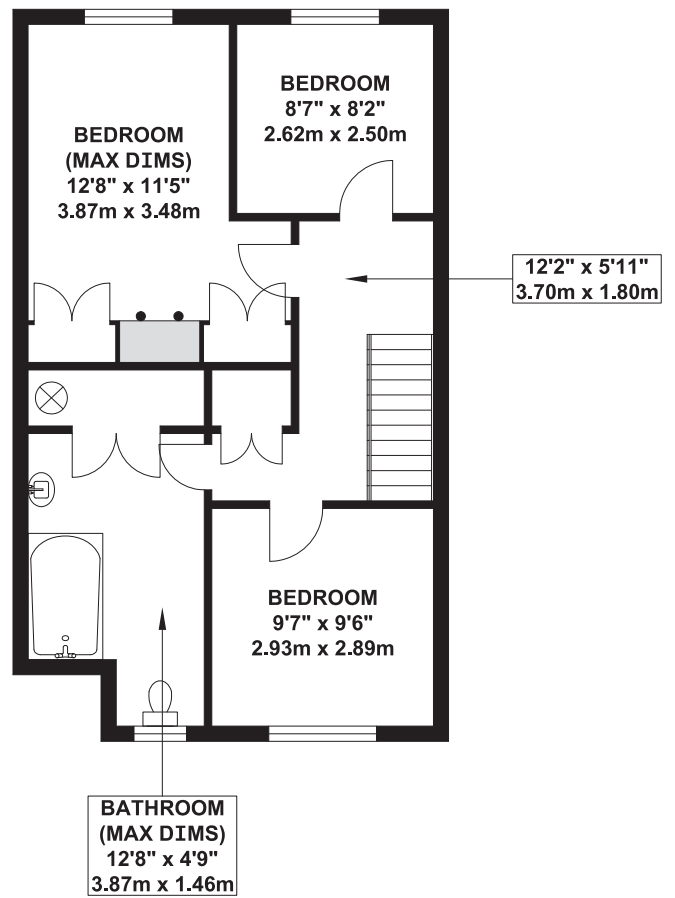 BEDROOM
8'7" x 8'2"
2.62m x 2.50m
BEDROOM
(MAX DIMS)
12'8" x 11'5"
3.87m x 3.48m
12'2" x 5'11"
3.70m x 1.80m
BEDROOM
9'7" x 9'6"
2.93m x 2.89m
BATHROOM
(MAX DIMS)
12'8" x 4'9"
3.87m x 1.46m